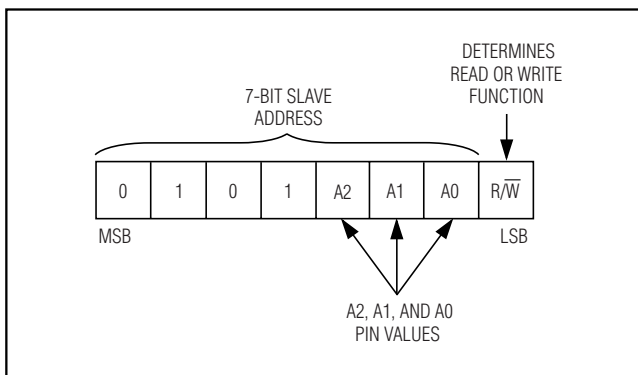 DETERMINES
READ OR WRITE
FUNCTION
7-BIT SLAVE
ADDRESS
0 1 0 1 A2 A1 A0 R/W̅
MSB LSB
A2, A1, AND A0
PIN VALUES